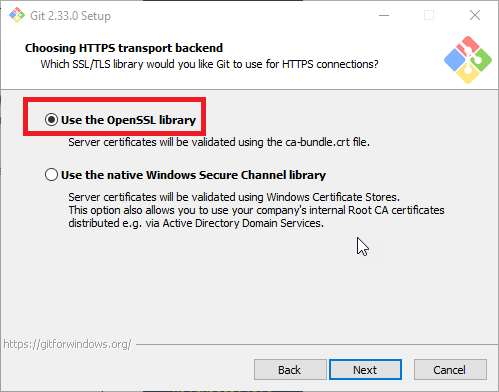 Git 2.33.0 Setup
Choosing HTTPS transport backend
Which SSL/TLS library would you like Git to use for HTTPS connections?
Use the OpenSSL library
Server certificates will be validated using the ca-bundle.crt file.
Use the native Windows Secure Channel library
Server certificates will be validated using Windows Certificate Stores.
This option also allows you to use your company's internal Root CA certificates
distributed e.g. via Active Directory Domain Services.
https://gitforwindows.org/
Back
Next
Cancel